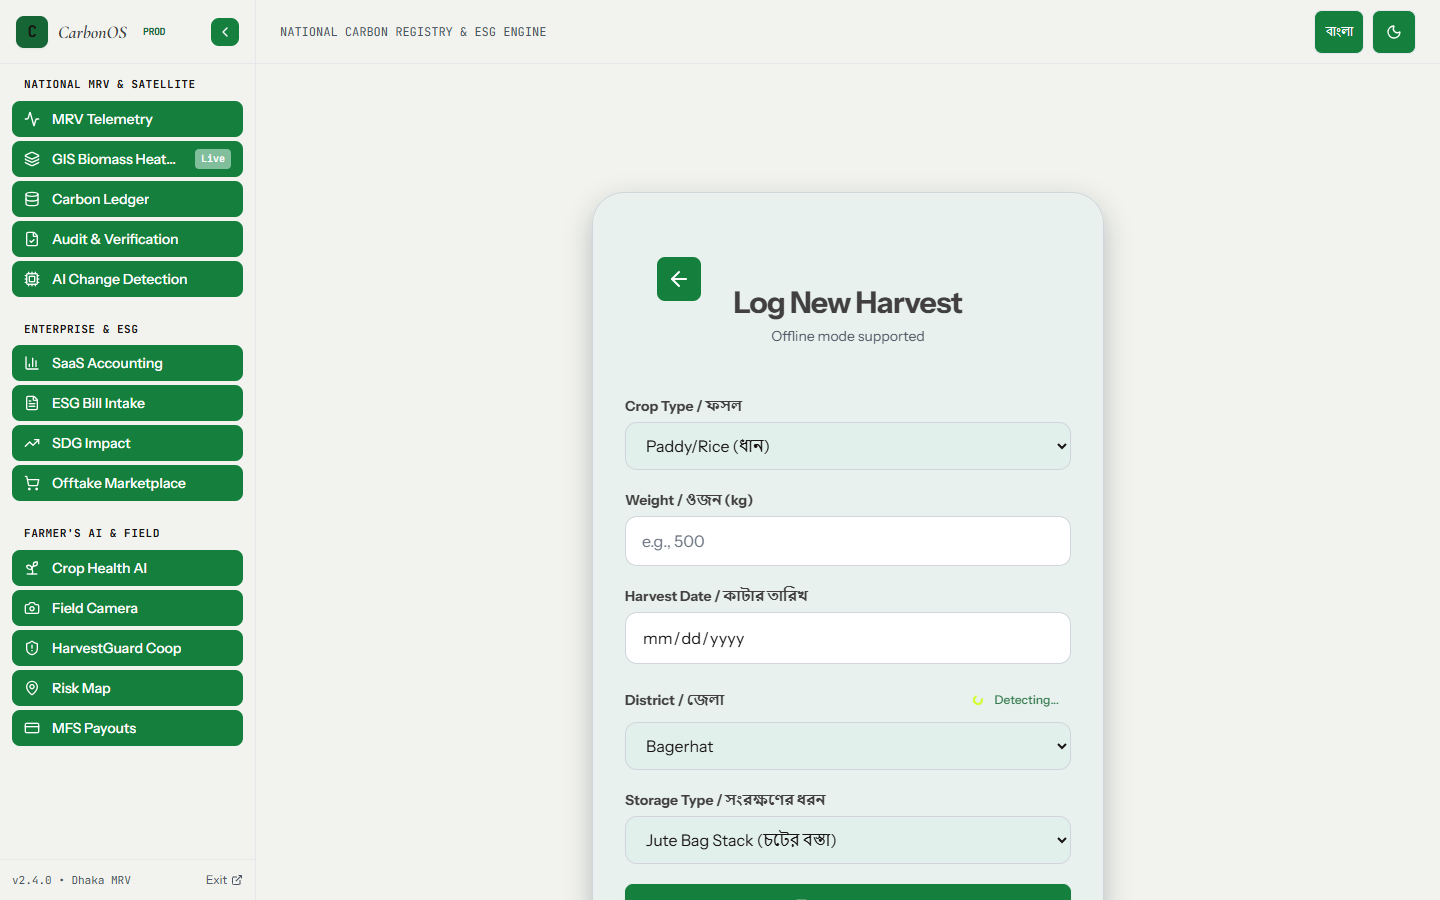 C CarbonOS PROD
NATIONAL CARBON REGISTRY & ESG ENGINE
বাংলা
NATIONAL MRV & SATELLITE
MRV Telemetry
GIS Biomass Heat... Live
Carbon Ledger
Audit & Verification
AI Change Detection
ENTERPRISE & ESG
SaaS Accounting
ESG Bill Intake
SDG Impact
Offtake Marketplace
FARMER'S AI & FIELD
Crop Health AI
Field Camera
HarvestGuard Coop
Risk Map
MFS Payouts
v2.4.0 • Dhaka MRV
Exit
Log New Harvest
Offline mode supported
Crop Type / ফসল
Paddy/Rice (ধান)
Weight / ওজন (kg)
e.g., 500
Harvest Date / কাটার তারিখ
mm/dd/yyyy
District / জেলা
Detecting...
Bagerhat
Storage Type / সংরক্ষণের ধরন
Jute Bag Stack (চটের বস্তা)